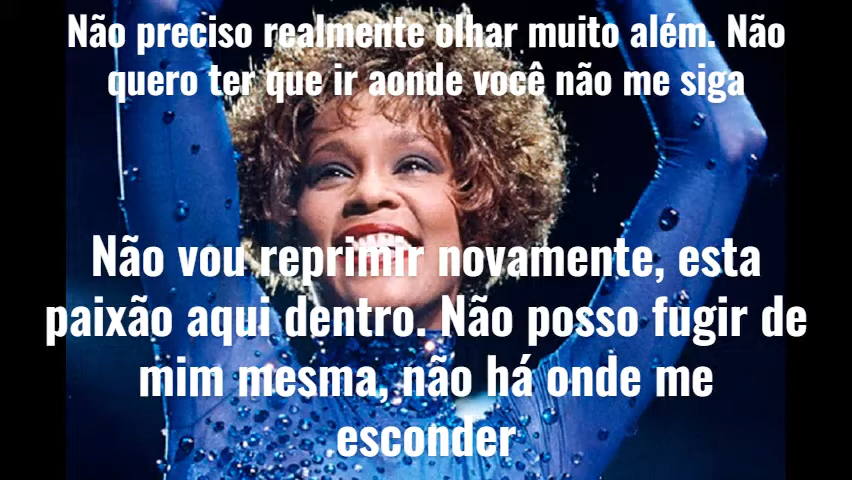 Não preciso realmente olhar muito além. Não
quero ter que ir aonde você não me siga
Não vou reprimir novamente, esta
paixão aqui dentro. Não posso fugir de
mim mesma, não há onde me
esconder